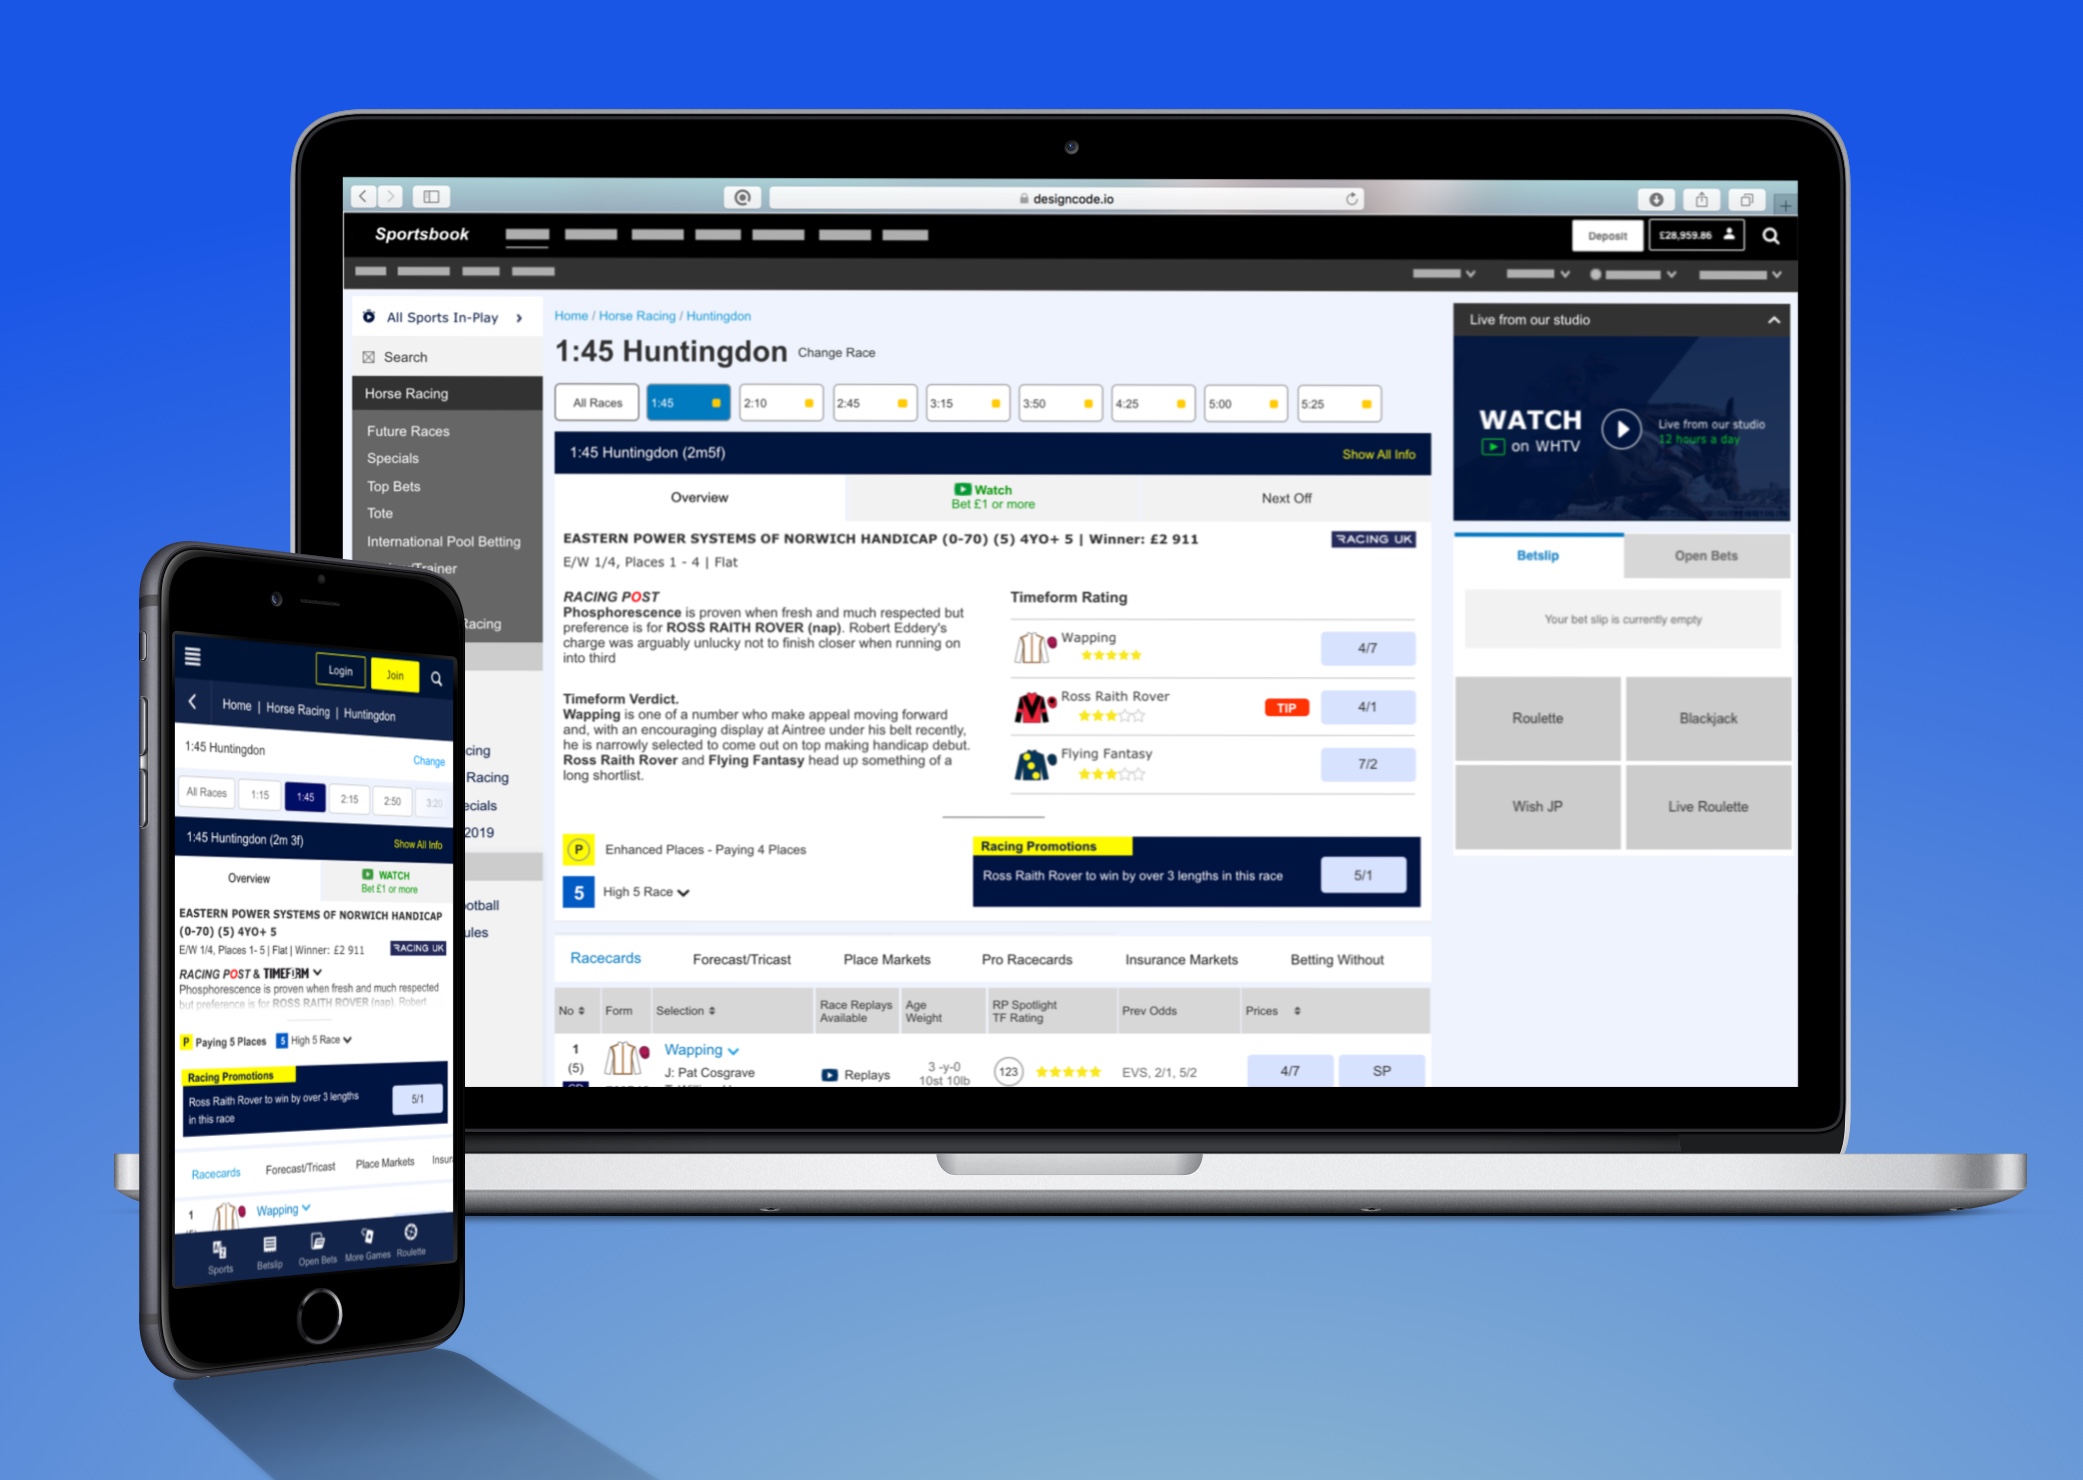 designcode.io
Sportsbook
Deposit
£28,959.86
All Sports In-Play
Search
Horse Racing
Future Races
Specials
Top Bets
Tote
International Pool Betting
/Trainer
Racing
cing
Racing
ecials
2019
otball
ules
Home / Horse Racing / Huntingdon
1:45 Huntingdon Change Race
All Races 1:45 2:10 2:45 3:15 3:50 4:25 5:00 5:25
1:45 Huntingdon (2m5f) Show All Info
Overview
Watch
Bet £1 or more
Next Off
EASTERN POWER SYSTEMS OF NORWICH HANDICAP (0-70) (5) 4YO+ 5 | Winner: £2 911
RACING UK
E/W 1/4, Places 1 - 4 | Flat
RACING POST
Phosphorescence is proven when fresh and much respected but
preference is for ROSS RAITH ROVER (nap). Robert Eddery's
charge was arguably unlucky not to finish closer when running on
into third
Timeform Verdict.
Wapping is one of a number who make appeal moving forward
and, with an encouraging display at Aintree under his belt recently,
he is narrowly selected to come out on top making handicap debut.
Ross Raith Rover and Flying Fantasy head up something of a
long shortlist.
Timeform Rating
Wapping
4/7
Ross Raith Rover
TIP
4/1
Flying Fantasy
7/2
P Enhanced Places - Paying 4 Places
5 High 5 Race
Racing Promotions
Ross Raith Rover to win by over 3 lengths in this race 5/1
Racecards Forecast/Tricast Place Markets Pro Racecards Insurance Markets Betting Without
No Form Selection Race Replays Available Age Weight RP Spotlight TF Rating Prev Odds Prices
1
(5)
Wapping
J: Pat Cosgrave
Replays
3 -y-0
10st 10lb
123
EVS, 2/1, 5/2
4/7
SP
Live from our studio
WATCH
on WHTV
Live from our studio
12 hours a day
Betslip Open Bets
Your bet slip is currently empty
Roulette Blackjack
Wish JP Live Roulette
Login Join
Home | Horse Racing | Huntingdon
1:45 Huntingdon
Change
All Races 1:15 1:45 2:15 2:50 3:20
1:45 Huntingdon (2m 3f) Show All Info
Overview
WATCH
Bet £1 or more
EASTERN POWER SYSTEMS OF NORWICH HANDICAP
(0-70) (5) 4YO+ 5
E/W 1/4, Places 1- 5 | Flat | Winner: £2 911 RACING UK
RACING POST & TIMEFORM
Phosphorescence is proven when fresh and much respected
but preference is for ROSS RAITH ROVER (nap). Robert
P Paying 5 Places 5 High 5 Race
Racing Promotions
Ross Raith Rover to win by over 3 lengths
in this race
5/1
Racecards Forecast/Tricast Place Markets Insur
1
Wapping
Sports Betslip Open Bets More Games Roulette